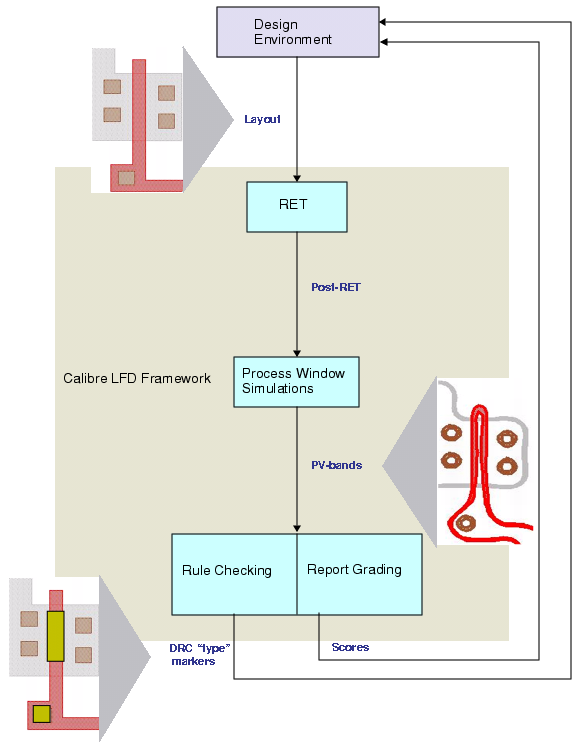 Design
Environment
Layout
RET
Post-RET
Calibre LFD Framework
Process Window
Simulations
PV-bands
Rule Checking
Report Grading
DRC “type”
markers
Scores